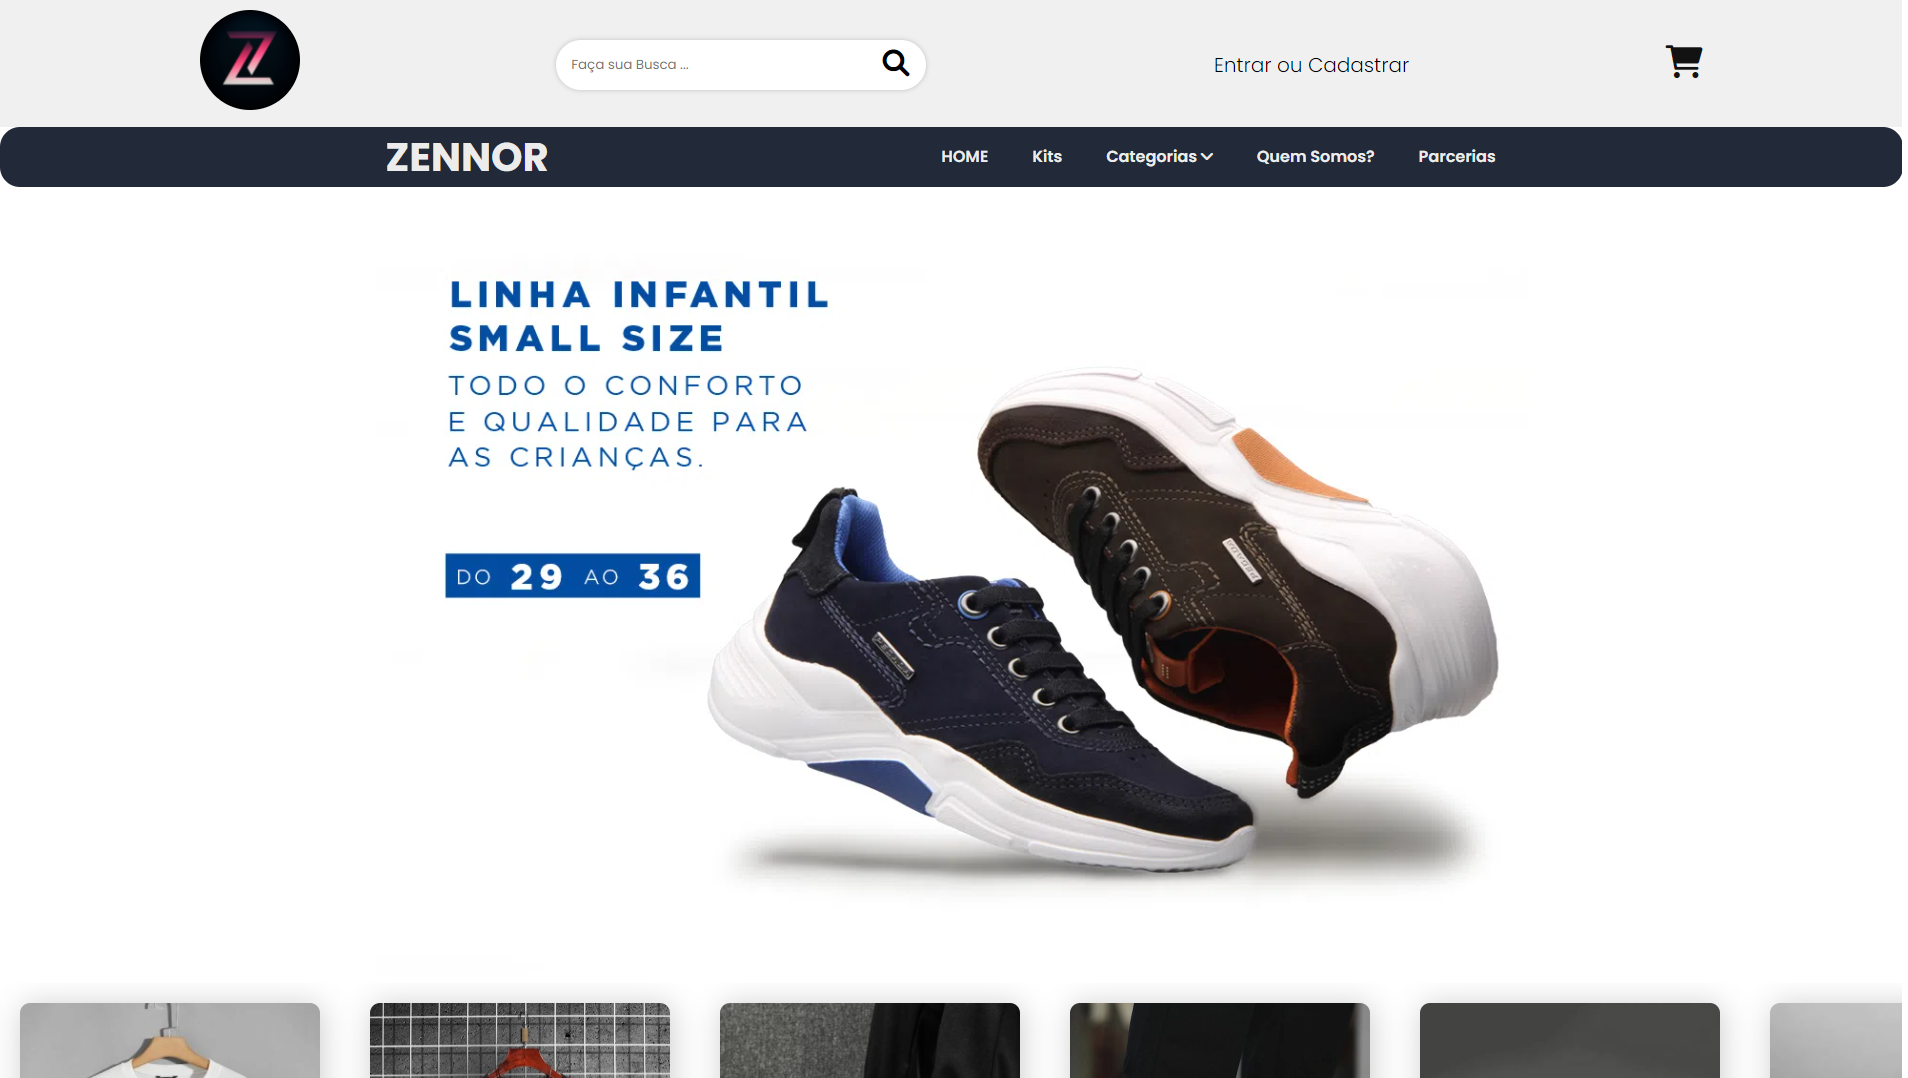 Faça sua Busca ...
Entrar ou Cadastrar
ZENNOR
HOME
Kits
Categorias
Quem Somos?
Parcerias
LINHA INFANTIL
SMALL SIZE
TODO O CONFORTO
E QUALIDADE PARA
AS CRIANÇAS.
DO 29 AO 36